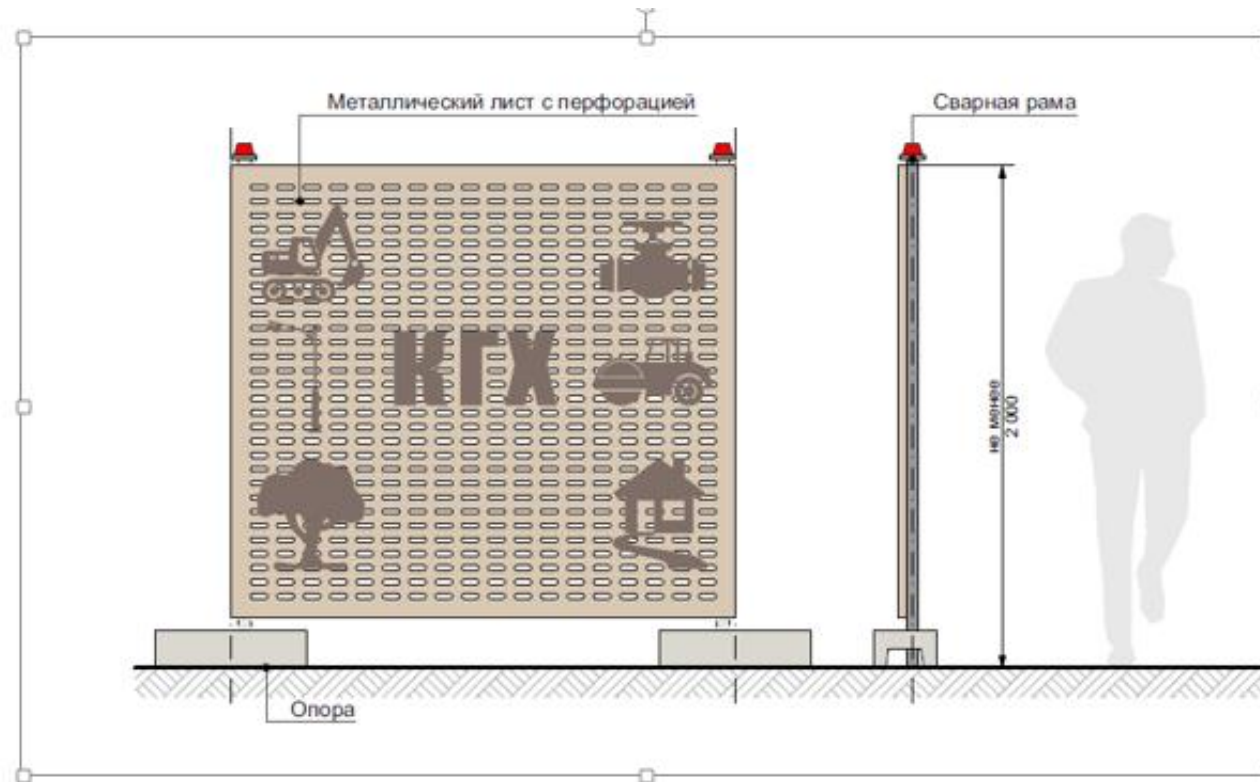 Металлический лист с перфорацией
Сварная рама
КГХ
не менее
2 000
Опора